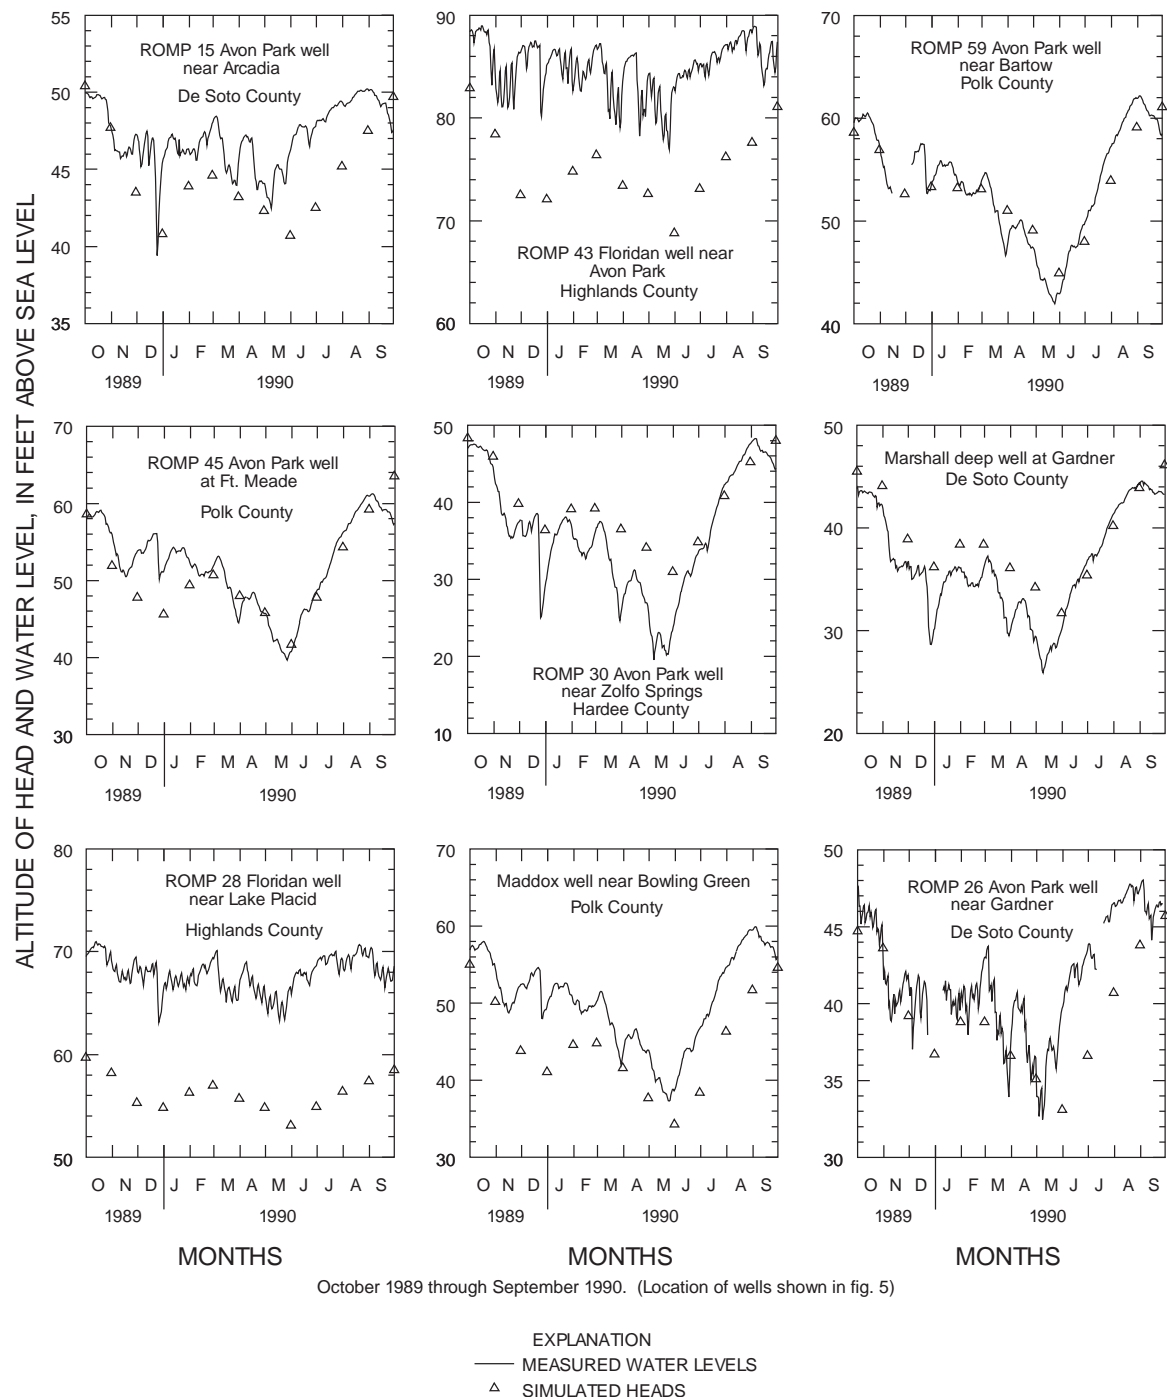 ALTITUDE OF HEAD AND WATER LEVEL, IN FEET ABOVE SEA LEVEL
55
50
45
40
35
ROMP 15 Avon Park well
near Arcadia
De Soto County
O N D J F M A M J J A S
1989 1990
90
80
70
60
ROMP 43 Floridan well near
Avon Park
Highlands County
O N D J F M A M J J A S
1989 1990
70
60
50
40
ROMP 59 Avon Park well
near Bartow
Polk County
O N D J F M A M J J A S
1989 1990
70
60
50
40
30
ROMP 45 Avon Park well
at Ft. Meade
Polk County
O N D J F M A M J J A S
1989 1990
50
40
30
20
10
ROMP 30 Avon Park well
near Zolfo Springs
Hardee County
O N D J F M A M J J A S
1989 1990
50
40
30
20
Marshall deep well at Gardner
De Soto County
O N D J F M A M J J A S
1989 1990
80
70
60
50
ROMP 28 Floridan well
near Lake Placid
Highlands County
O N D J F M A M J J A S
1989 1990
70
60
50
40
30
Maddox well near Bowling Green
Polk County
O N D J F M A M J J A S
1989 1990
50
45
40
35
30
ROMP 26 Avon Park well
near Gardner
De Soto County
O N D J F M A M J J A S
1989 1990
MONTHS MONTHS MONTHS
October 1989 through September 1990. (Location of wells shown in fig. 5)
EXPLANATION
MEASURED WATER LEVELS
SIMULATED HEADS